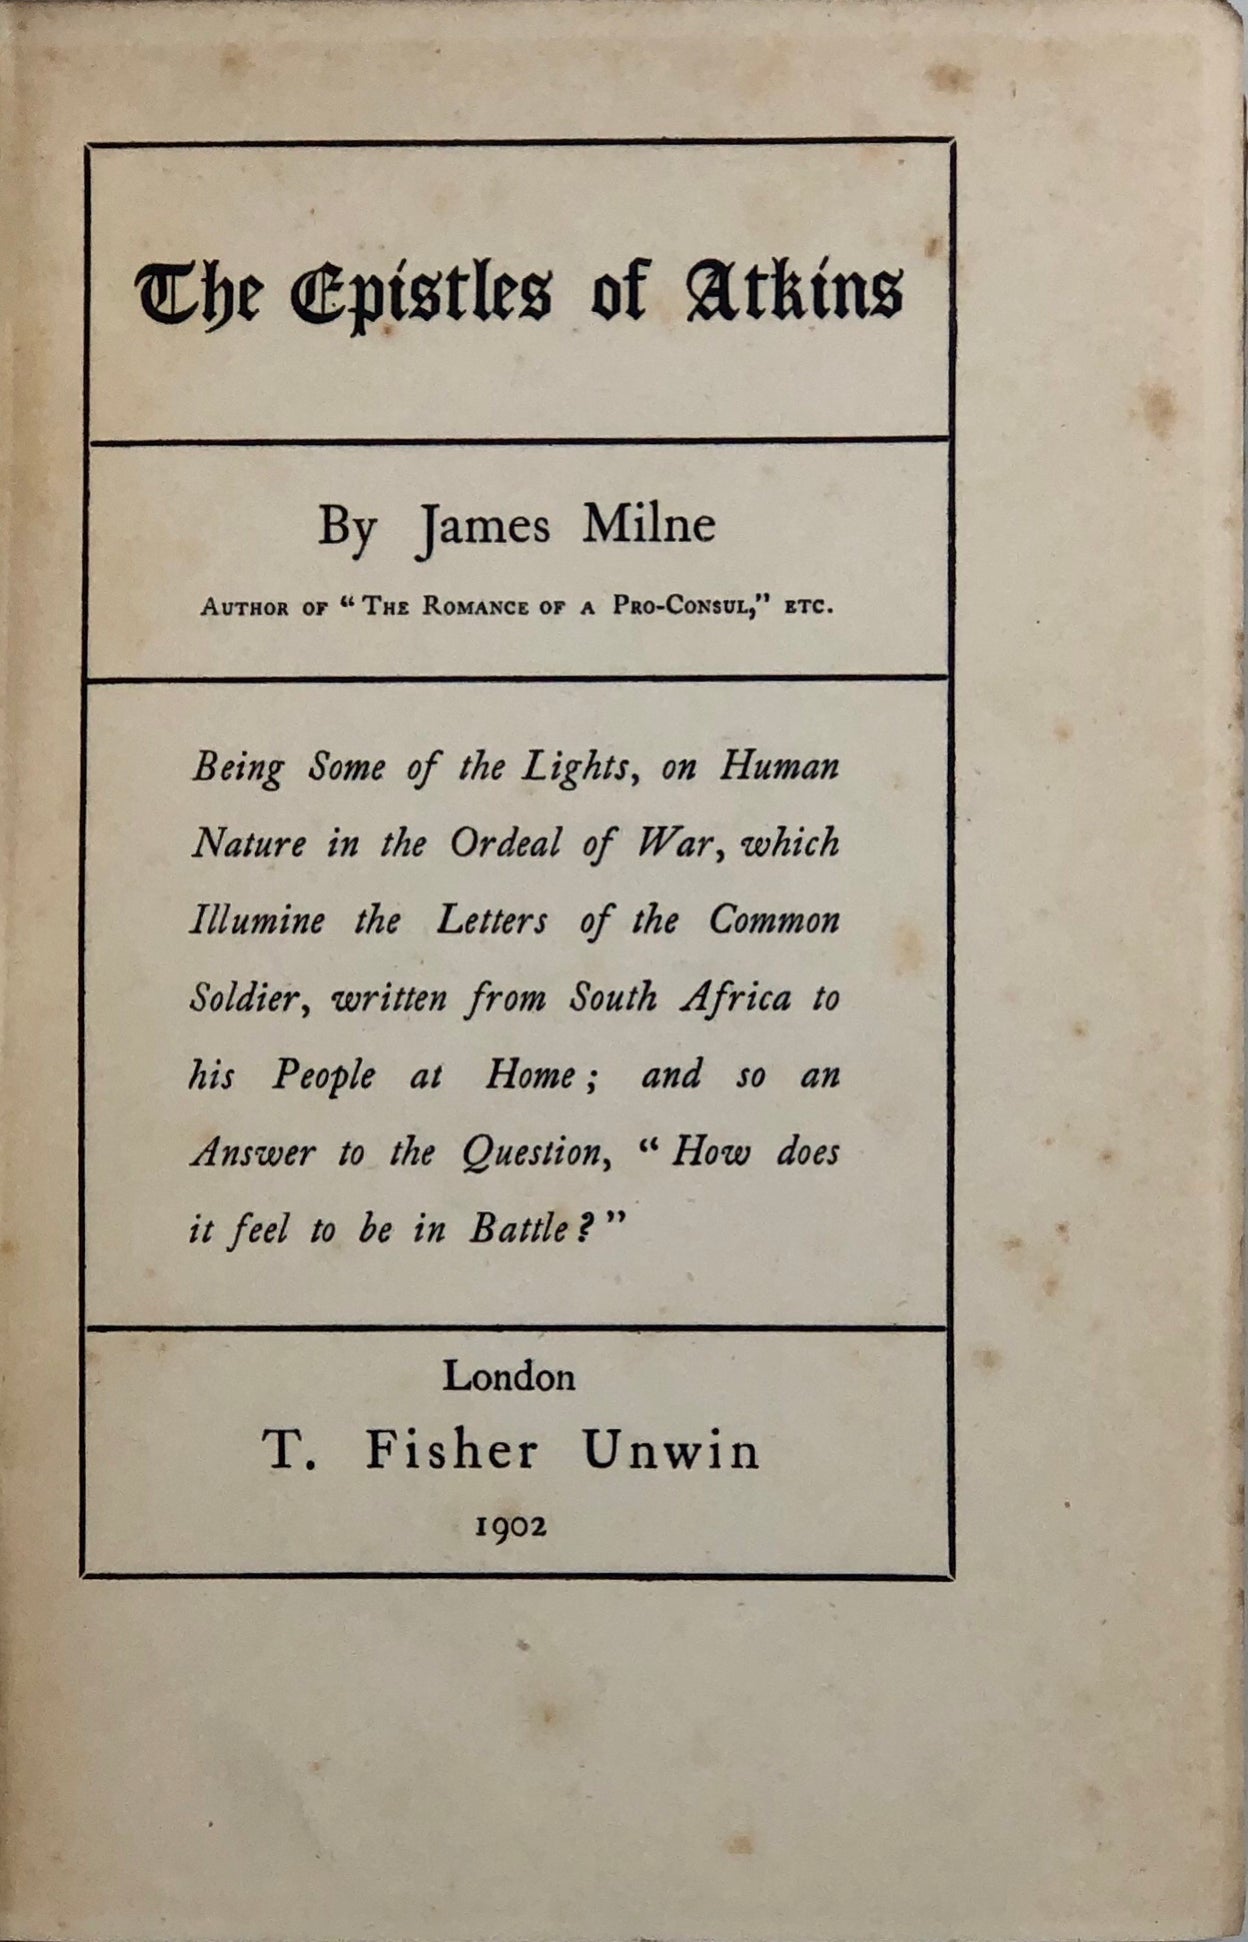 The Epistles of Atkins
By James Milne
AUTHOR OF “THE ROMANCE OF A PRO-CONSUL,” ETC.
Being Some of the Lights, on Human
Nature in the Ordeal of War, which
Illumine the Letters of the Common
Soldier, written from South Africa to
his People at Home; and so an
Answer to the Question, “How does
it feel to be in Battle?”
London
T. Fisher Unwin
1902